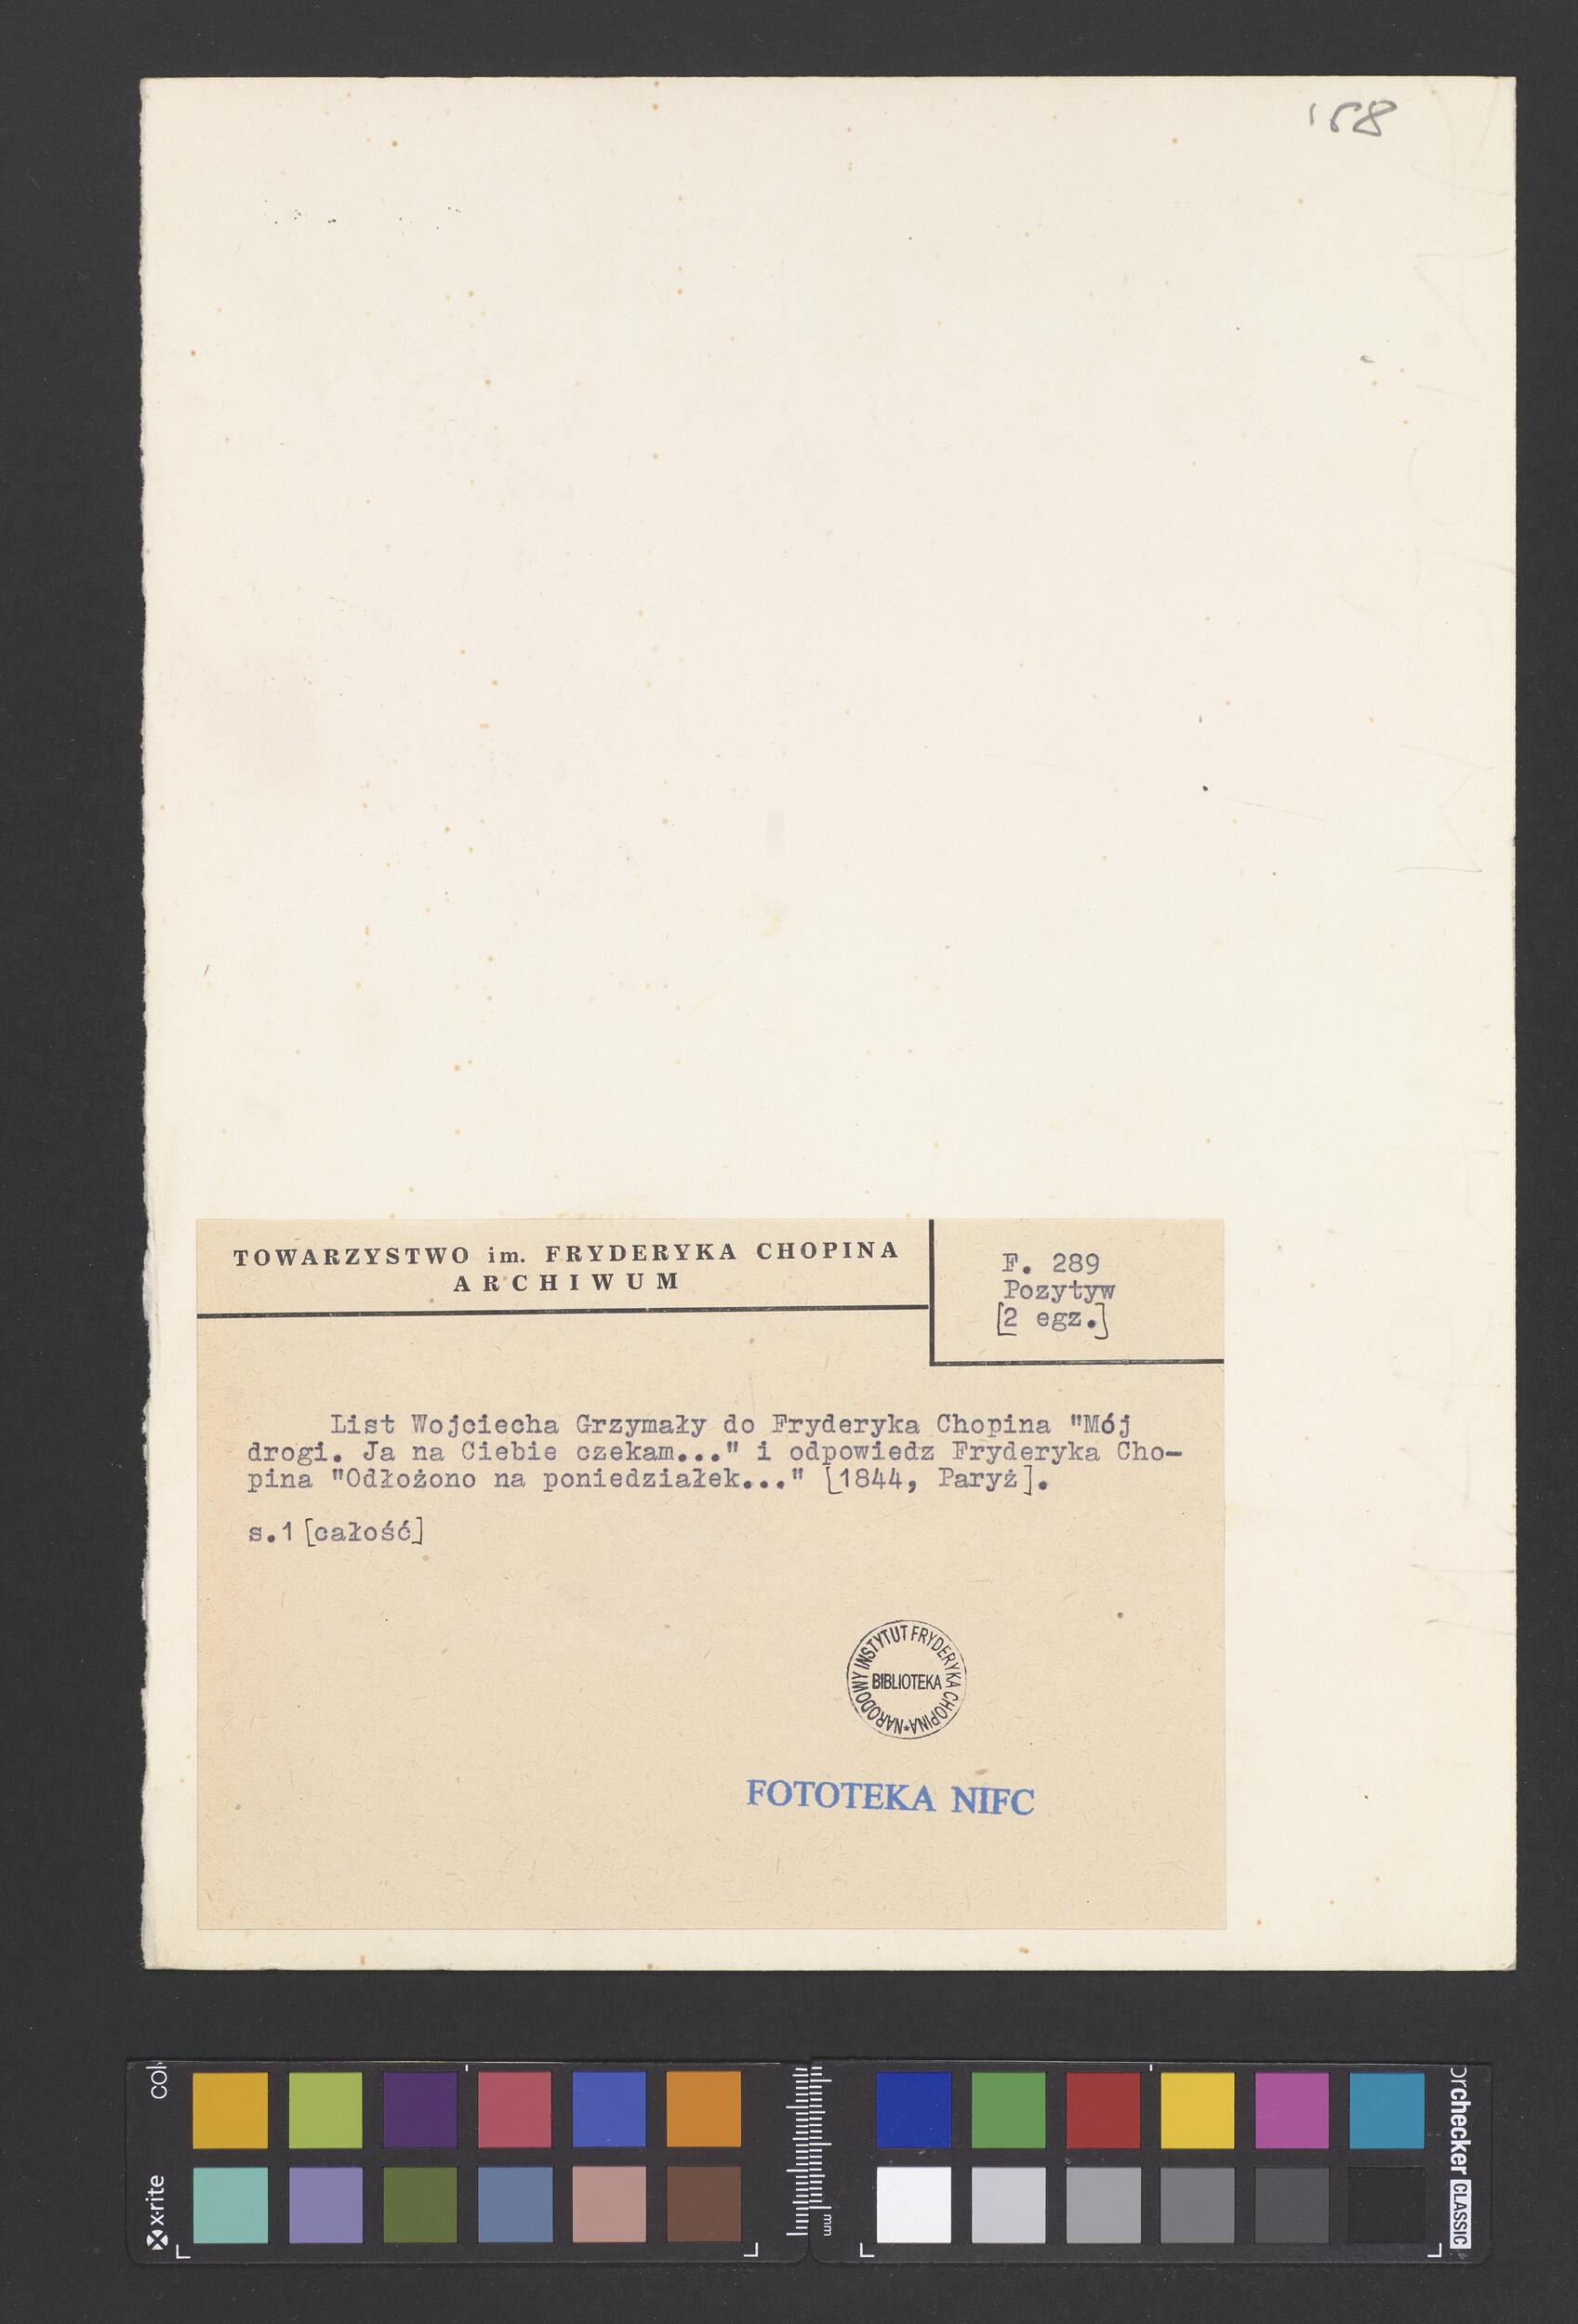 158
TOWARZYSTWO im. FRYDERYKA CHOPINA
ARCHIWUM
F. 289
Pozytyw
[2 egz.]
List Wojciecha Grzymały do Fryderyka Chopina "Mój
drogi. Ja na Ciebie czekam..." i odpowiedz Fryderyka Cho-
pina "Odłożono na poniedziałek..." [1844, Paryż].
s.1 [całość]
NARODOWY INSTYTUT FRYDERYKA CHOPINA*
BIBLIOTEKA
FOTOTEKA NIFC
x-rite
col
mm
orchecker CLASSIC